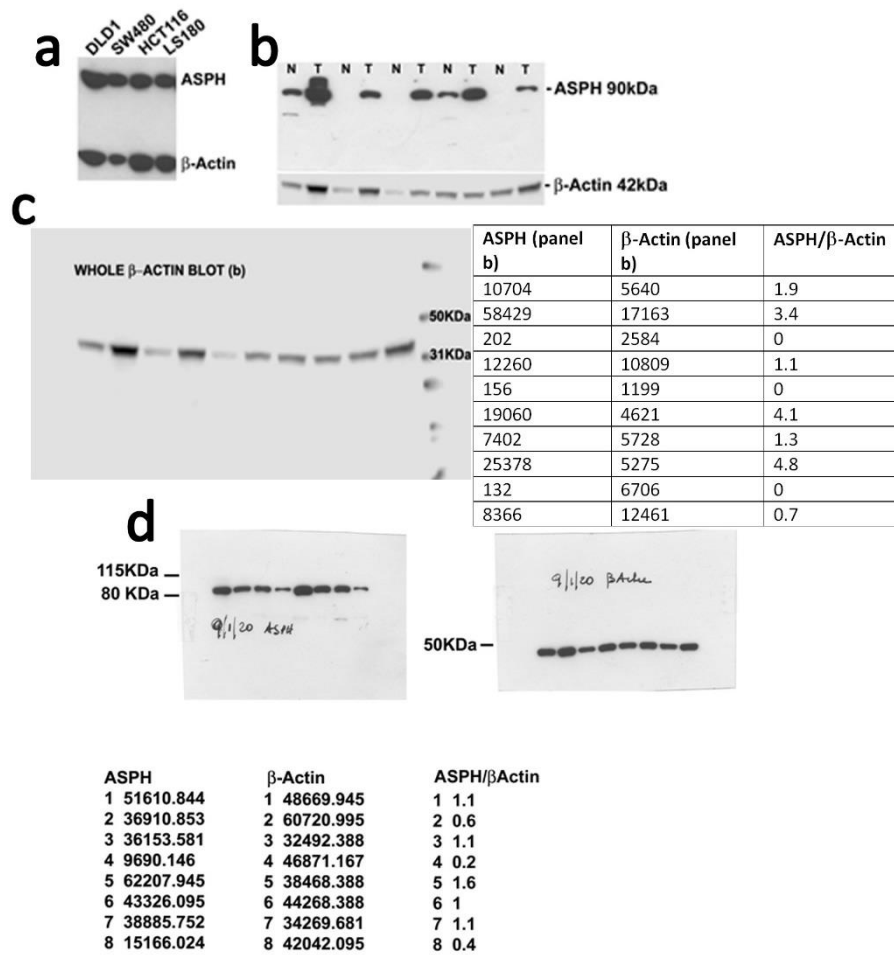 a
DLD1 SW480 HCT116 LS180
ASPH
β-Actin
b
N T N T N T N T N T
-ASPH 90kDa
-β-Actin 42kDa
c
WHOLE β-ACTIN BLOT (b)
50KDa
31KDa
ASPH (panel b) β-Actin (panel b) ASPH/β-Actin
10704 5640 1.9
58429 17163 3.4
202 2584 0
12260 10809 1.1
156 1199 0
19060 4621 4.1
7402 5728 1.3
25378 5275 4.8
132 6706 0
8366 12461 0.7
d
115KDa
80 KDa
9/1/20 ASPH
9/1/20 βActin
50KDa
ASPH β-Actin ASPH/βActin
1 51610.844 1 48669.945 1 1.1
2 36910.853 2 60720.995 2 0.6
3 36153.581 3 32492.388 3 1.1
4 9690.146 4 46871.167 4 0.2
5 62207.945 5 38468.388 5 1.6
6 43326.095 6 44268.388 6 1
7 38885.752 7 34269.681 7 1.1
8 15166.024 8 42042.095 8 0.4